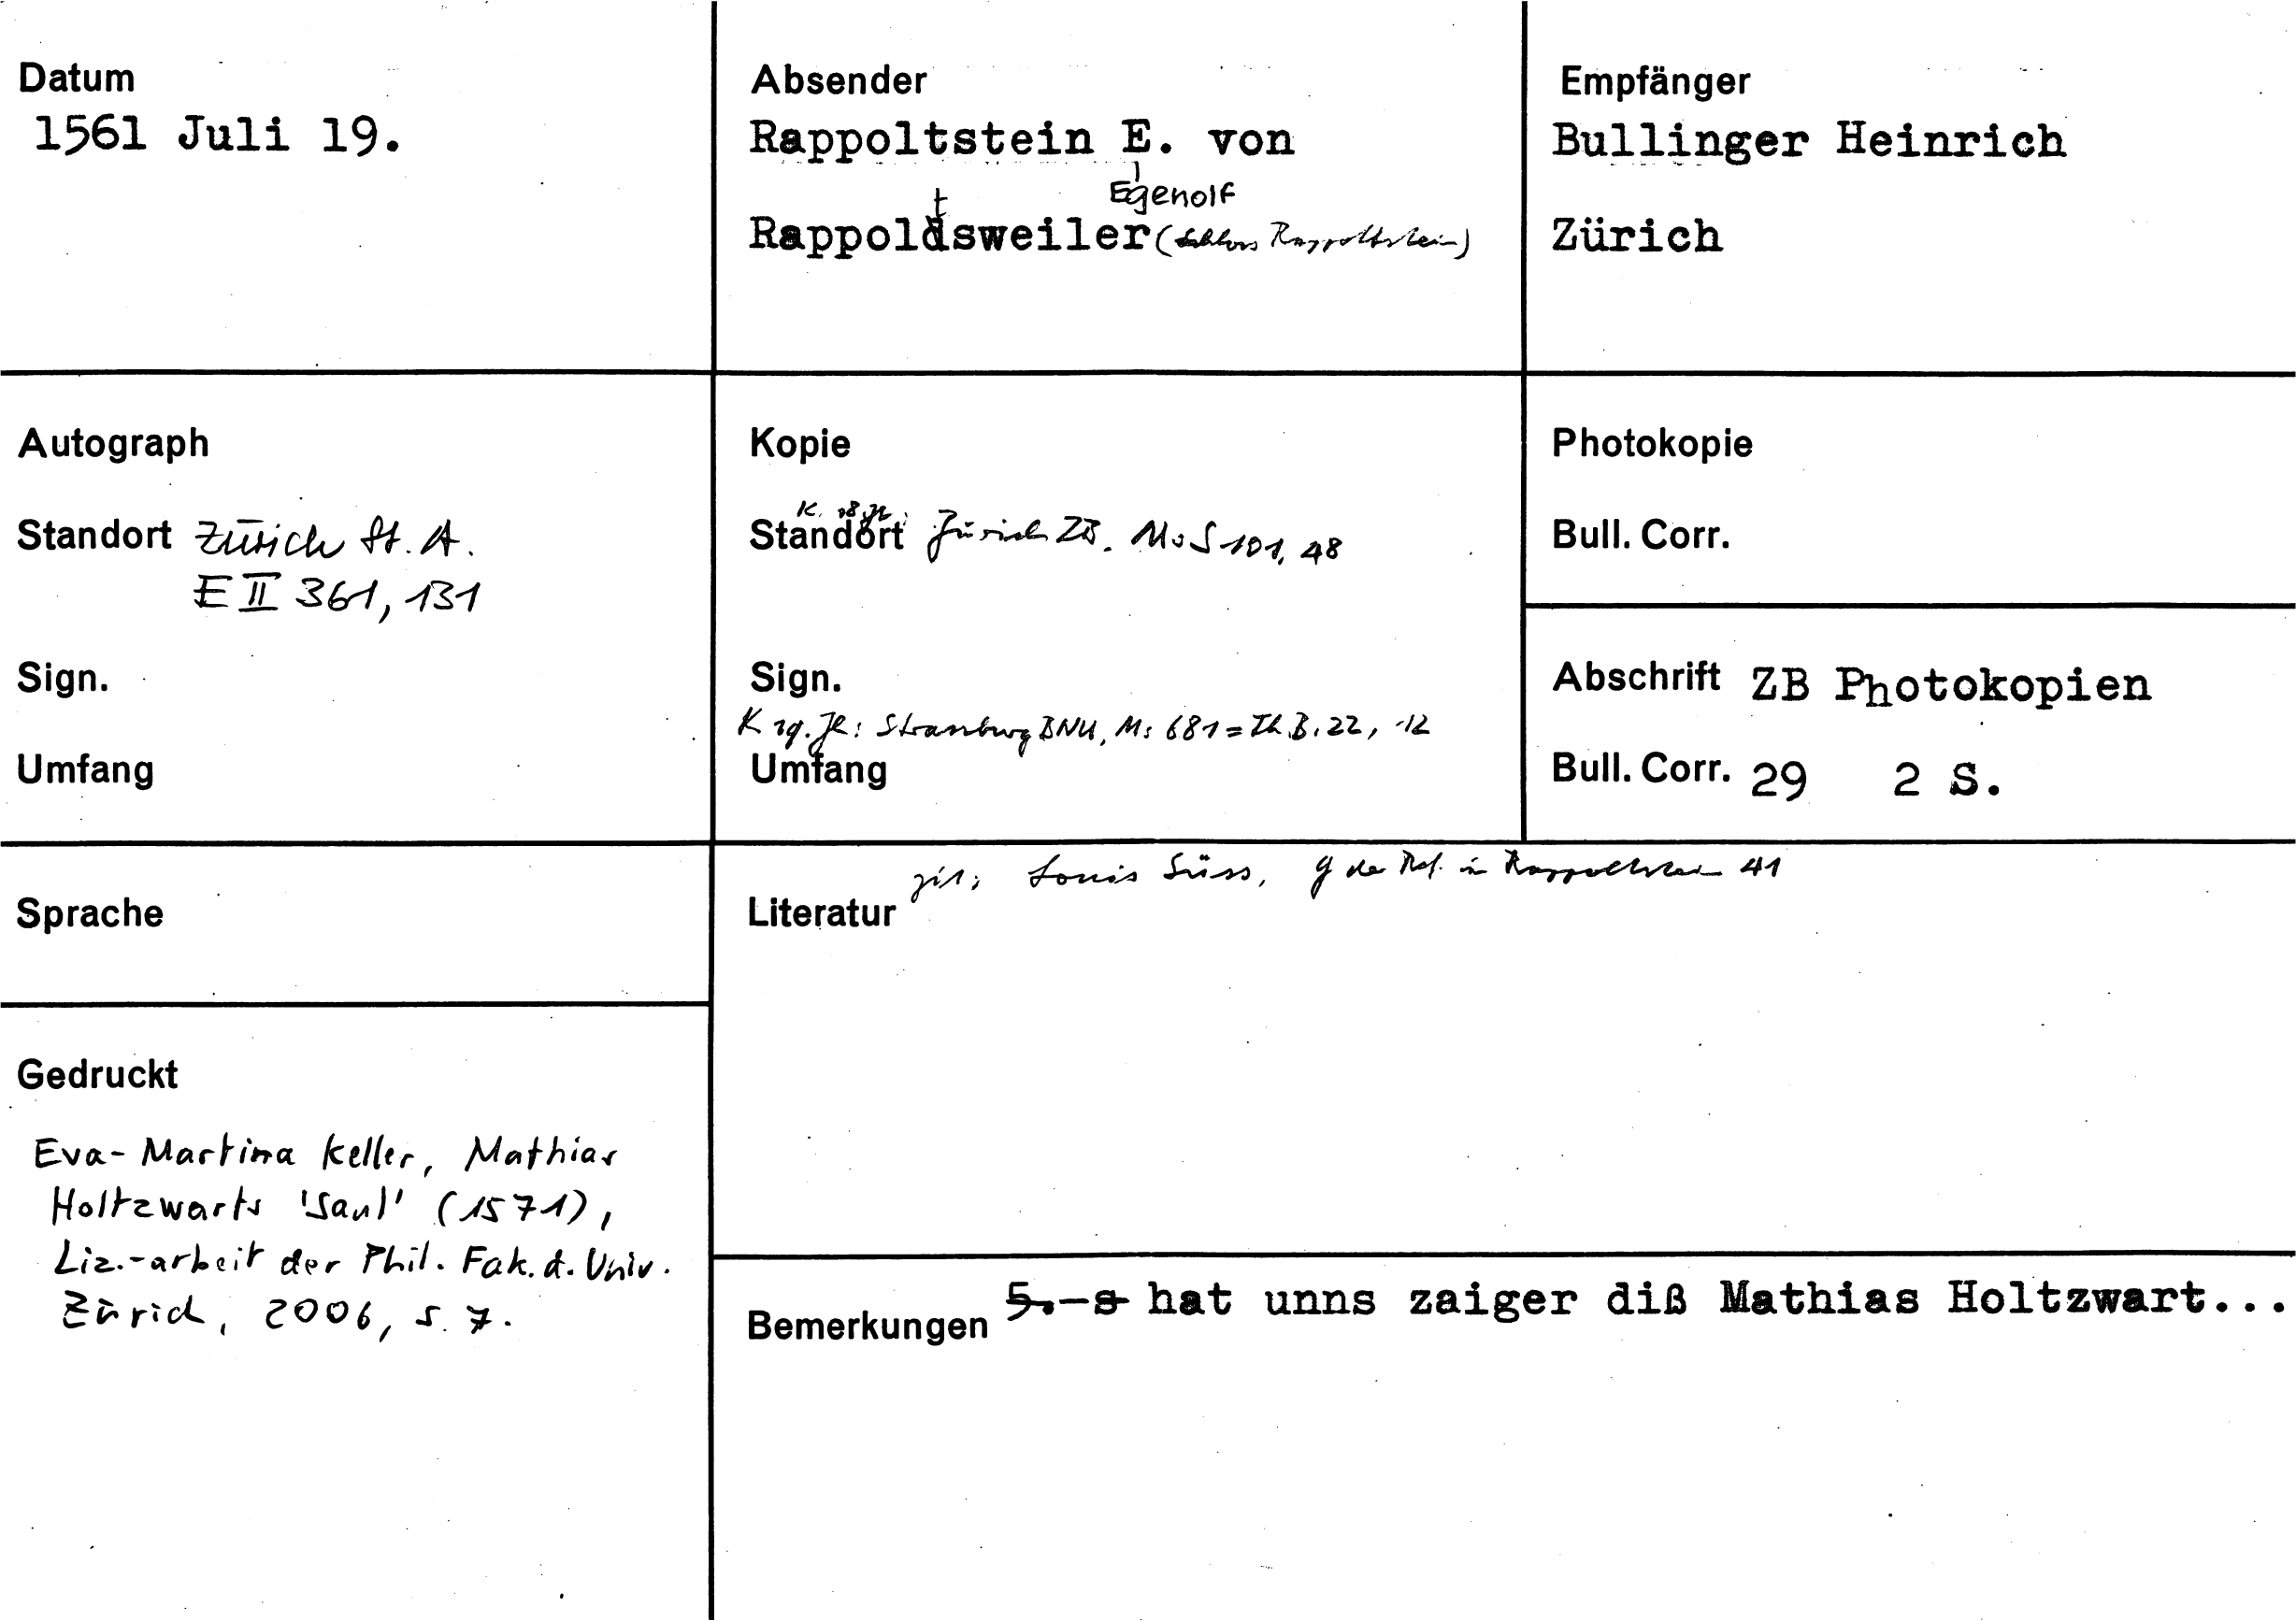 Datum
1561 Juli 19.
Absender
Rappoltstein E. von
Egenolf
t
Rappoldsweiler (Schloss Rappoltstein)
Empfänger
Bullinger Heinrich
Zürich
Autograph
Standort Zürich St. A.
E II 361, 131
Sign.
Umfang
Kopie
K. 18. Jh.
Standort Zürich ZB. Ms S 101, 48
Sign.
K 19. Jh: Strassburg BNU, Ms 681 = Th.B. 22, 12
Umfang
Photokopie
Bull. Corr.
Abschrift ZB Photokopien
Bull. Corr. 29 2 S.
Sprache
zit: Louis Süss, G der Ref. in Rappoltstein 41
Literatur
Gedruckt
Eva-Martina Keller, Mathias
Holtzwarts 'Saul' (1571),
Liz.-arbeit der Phil. Fak. d. Univ.
Zürich, 2006, S. 7.
Bemerkungen 5.-s hat unns zaiger diß Mathias Holtzwart...